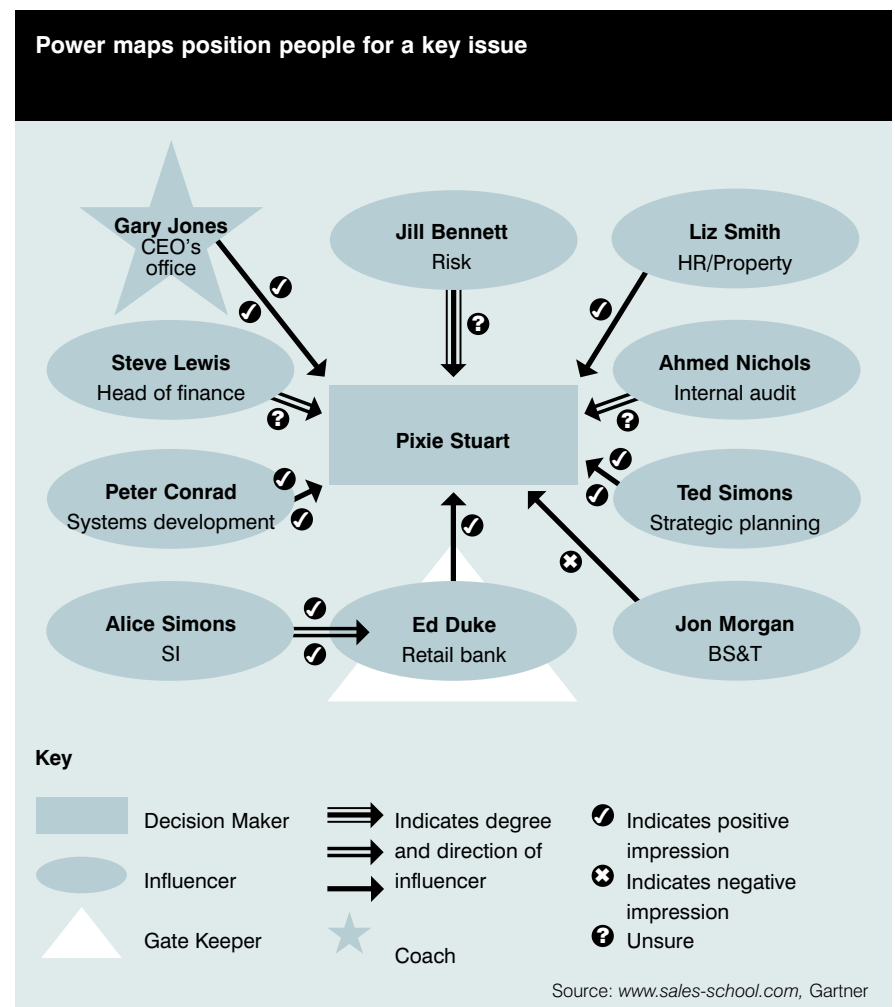 Power maps position people for a key issue
Gary Jones
CEO's
office
Jill Bennett
Risk
Liz Smith
HR/Property
Steve Lewis
Head of finance
Ahmed Nichols
Internal audit
Pixie Stuart
Peter Conrad
Systems development
Ted Simons
Strategic planning
Alice Simons
SI
Ed Duke
Retail bank
Jon Morgan
BS&T
Key
Decision Maker
Influencer
Gate Keeper
Indicates degree
and direction of
influencer
Coach
Indicates positive
impression
Indicates negative
impression
Unsure
Source: www.sales-school.com, Gartner